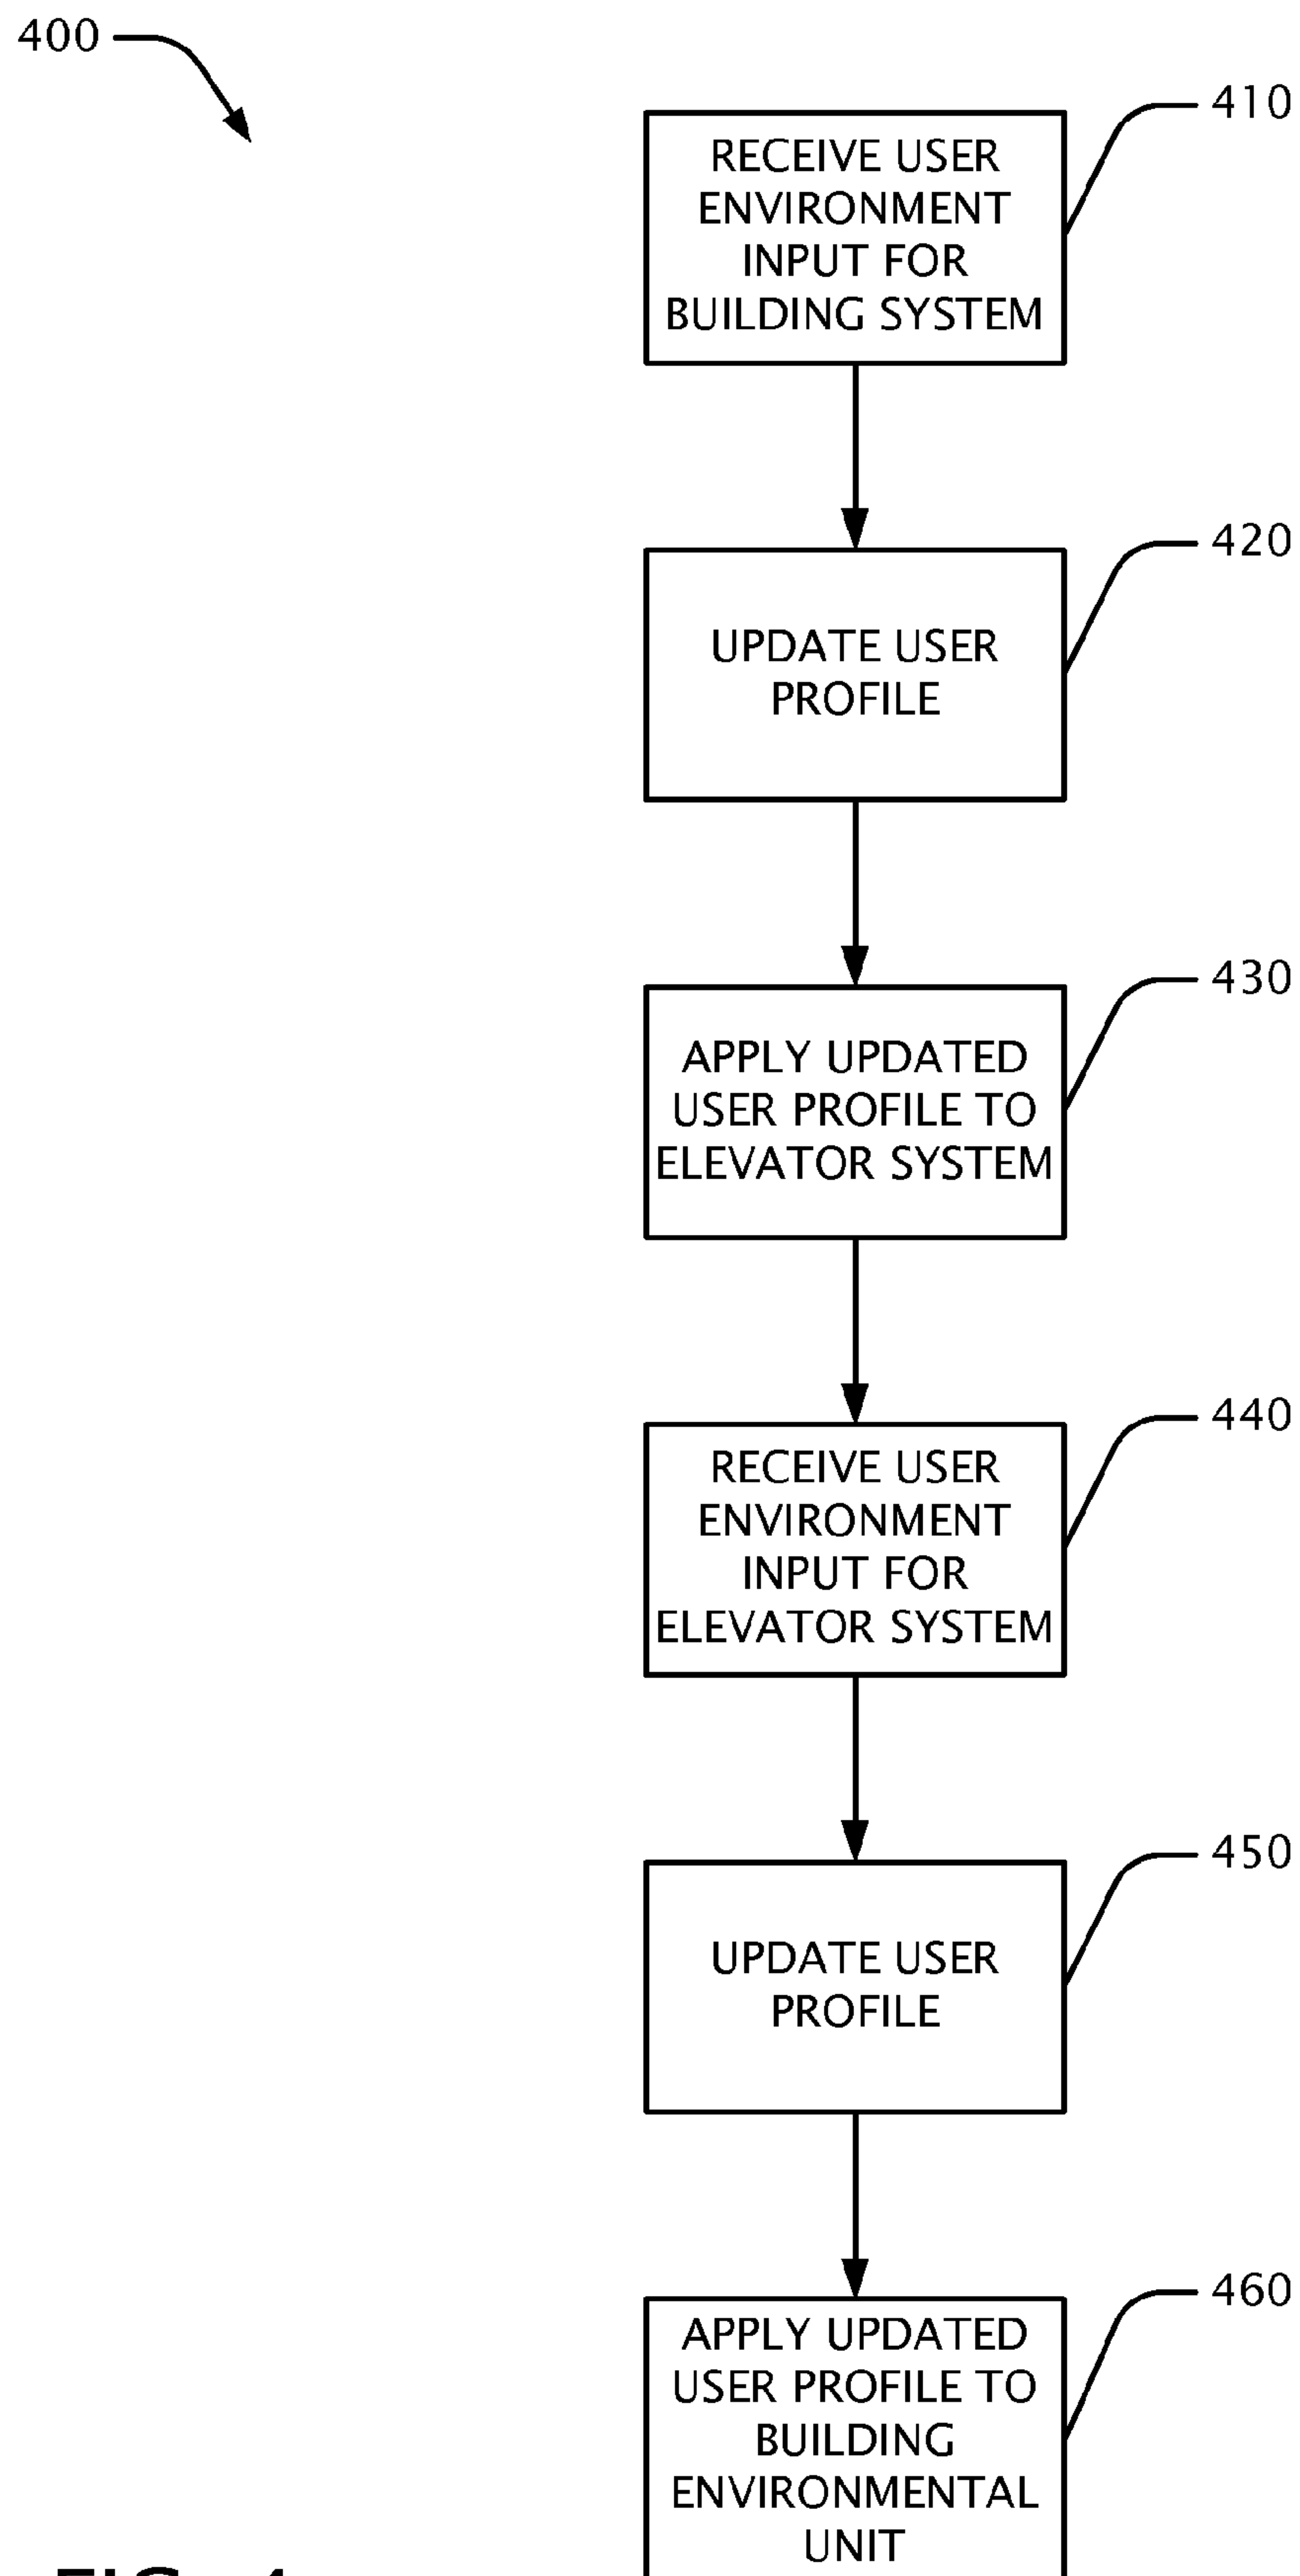 400
410
RECEIVE USER
ENVIRONMENT
INPUT FOR
BUILDING SYSTEM
420
UPDATE USER
PROFILE
430
APPLY UPDATED
USER PROFILE TO
ELEVATOR SYSTEM
440
RECEIVE USER
ENVIRONMENT
INPUT FOR
ELEVATOR SYSTEM
450
UPDATE USER
PROFILE
460
APPLY UPDATED
USER PROFILE TO
BUILDING
ENVIRONMENTAL
UNIT